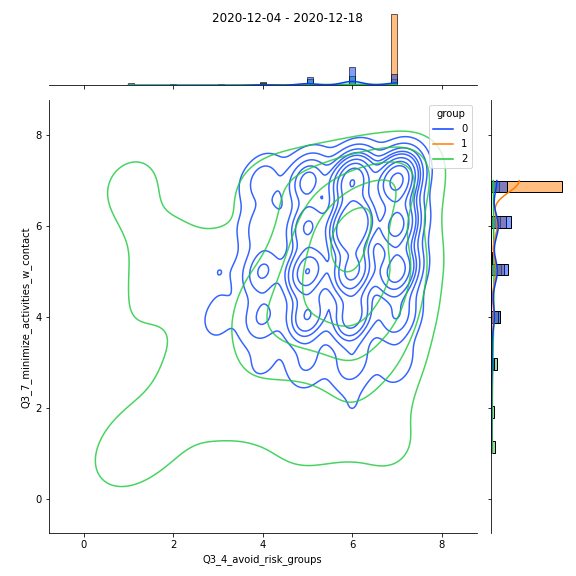 2020-12-04 - 2020-12-18
group
0
1
2
8
6
4
2
0
Q3_7_minimize_activities_w_contact
0 2 4 6 8
Q3_4_avoid_risk_groups